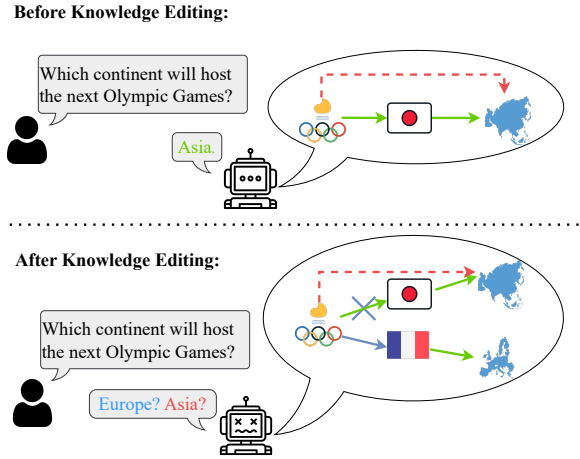 Before Knowledge Editing:
Which continent will host
the next Olympic Games?
Asia.
After Knowledge Editing:
Which continent will host
the next Olympic Games?
Europe? Asia?